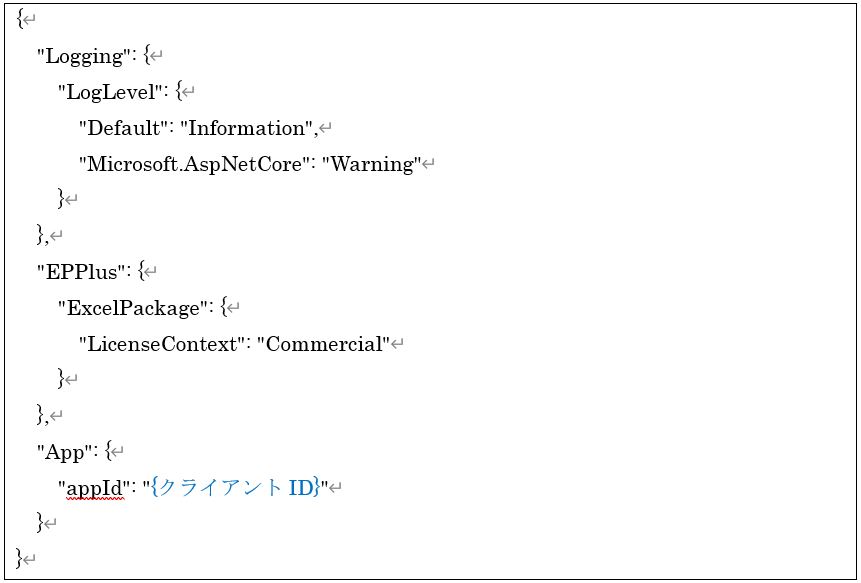 {
"Logging": {
"LogLevel": {
"Default": "Information",
"Microsoft.AspNetCore": "Warning"
}
},
"EPPlus": {
"ExcelPackage": {
"LicenseContext": "Commercial"
}
},
"App": {
"appId": "{クライアント ID}"
}
}